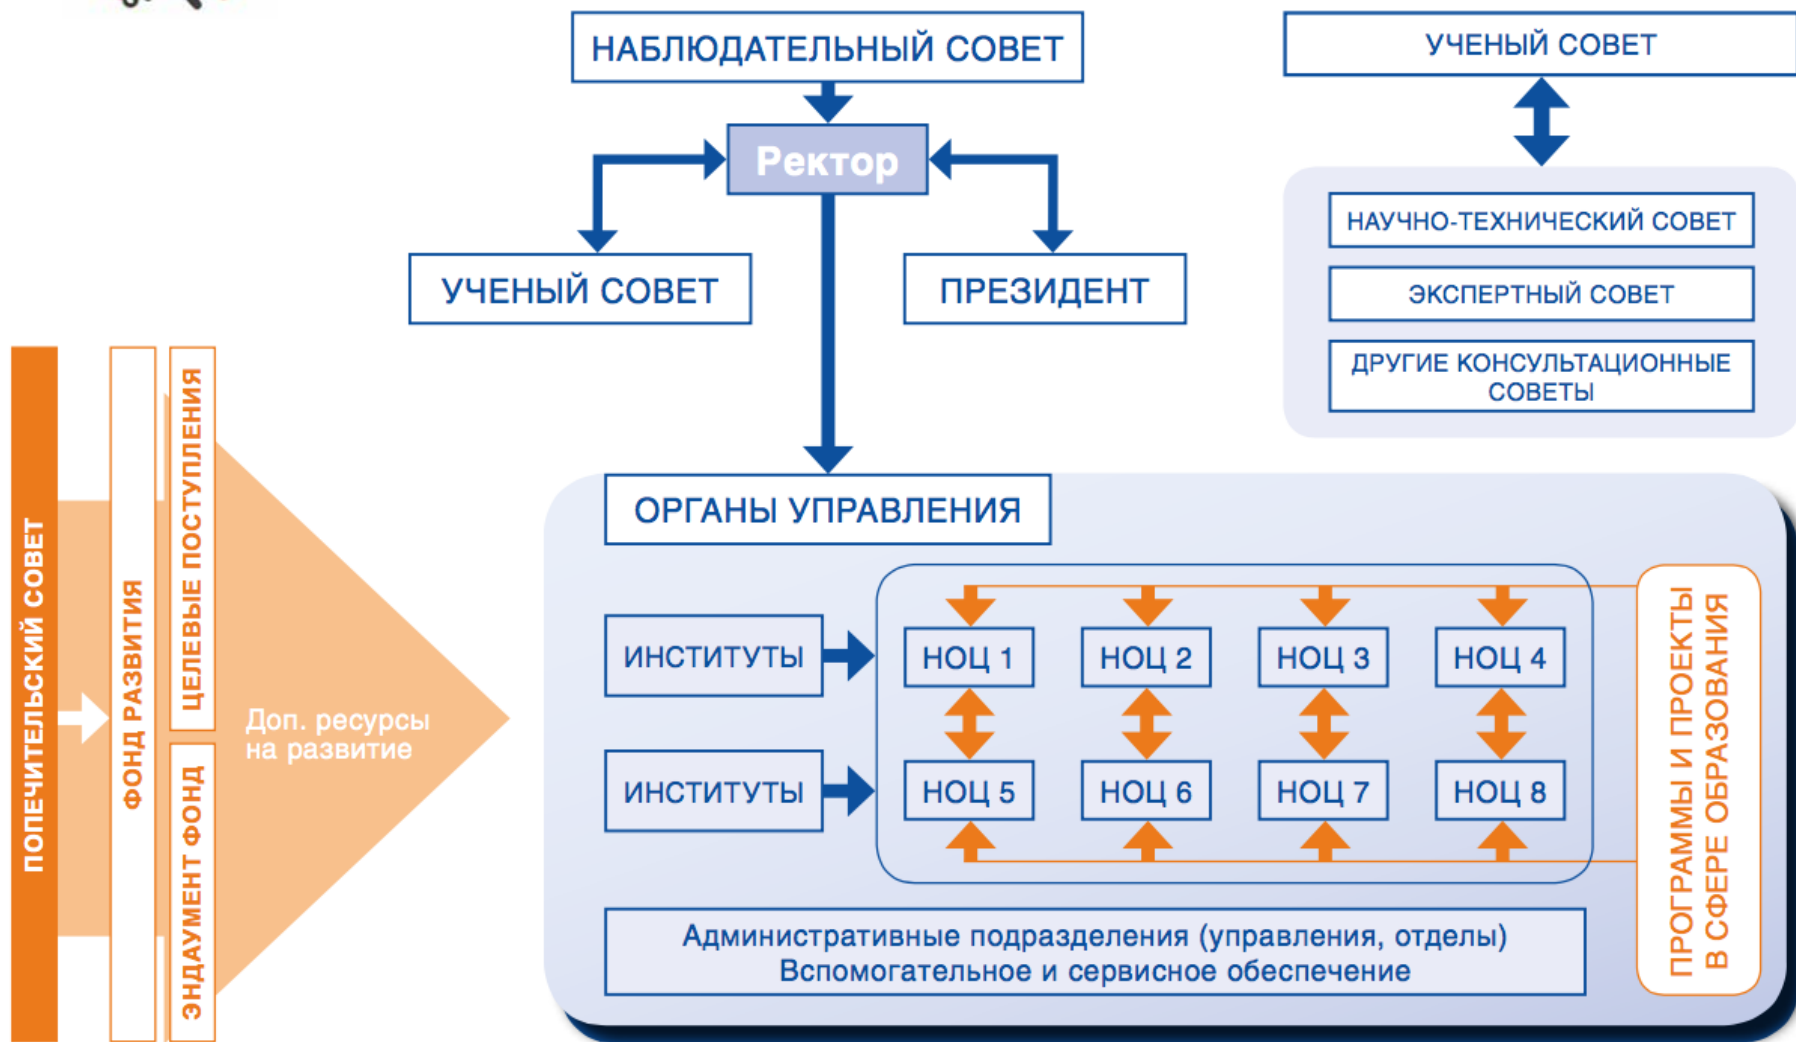 НАБЛЮДАТЕЛЬНЫЙ СОВЕТ
Ректор
УЧЕНЫЙ СОВЕТ
ПРЕЗИДЕНТ
УЧЕНЫЙ СОВЕТ
НАУЧНО-ТЕХНИЧЕСКИЙ СОВЕТ
ЭКСПЕРТНЫЙ СОВЕТ
ДРУГИЕ КОНСУЛЬТАЦИОННЫЕ
СОВЕТЫ
ПОПЕЧИТЕЛЬСКИЙ СОВЕТ
ФОНД РАЗВИТИЯ
ЦЕЛЕВЫЕ ПОСТУПЛЕНИЯ
ЭНДАУМЕНТ ФОНД
Доп. ресурсы
на развитие
ОРГАНЫ УПРАВЛЕНИЯ
ИНСТИТУТЫ
НОЦ 1
НОЦ 2
НОЦ 3
НОЦ 4
ИНСТИТУТЫ
НОЦ 5
НОЦ 6
НОЦ 7
НОЦ 8
Административные подразделения (управления, отделы)
Вспомогательное и сервисное обеспечение
ПРОГРАММЫ И ПРОЕКТЫ
В СФЕРЕ ОБРАЗОВАНИЯ